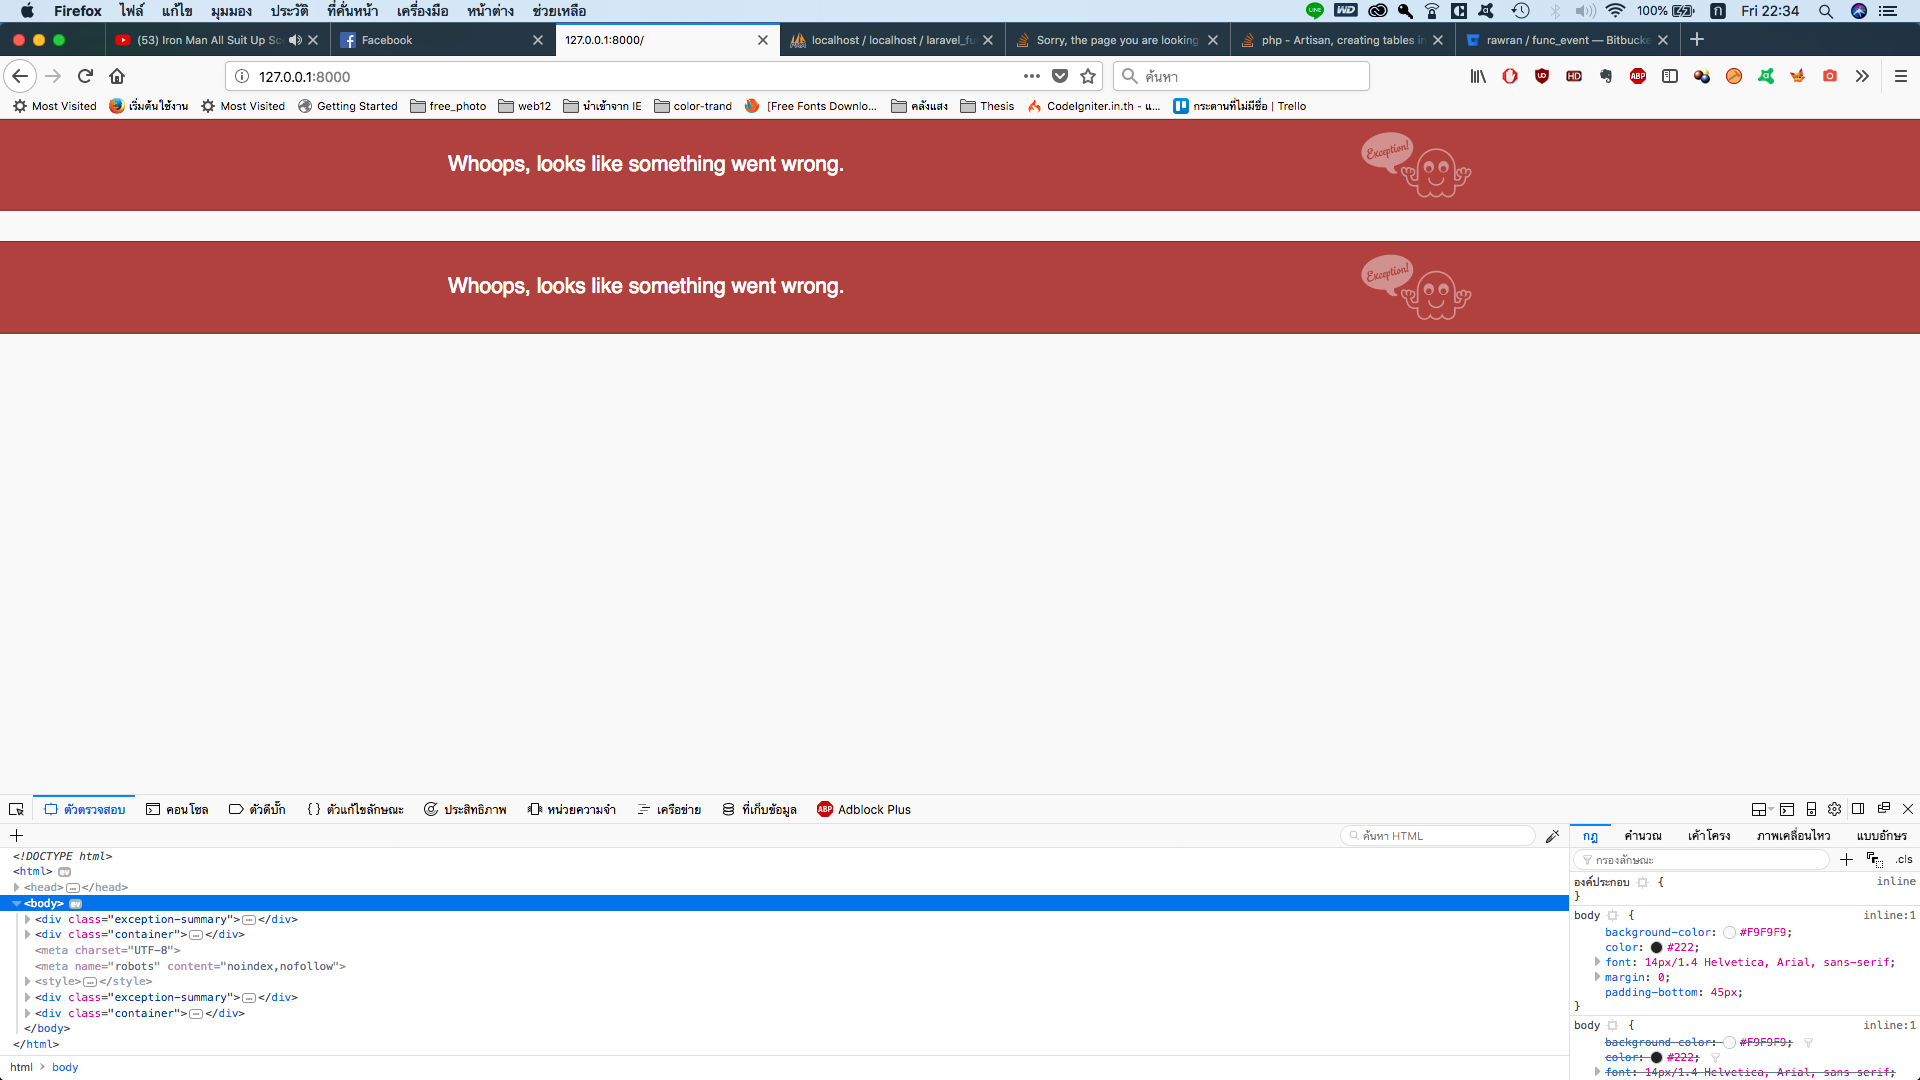 Firefox ไฟล์ แก้ไข มุมมอง ประวัติ ที่คั่นหน้า เครื่องมือ หน้าต่าง ช่วยเหลือ 100% ก Fri 22:34
(53) Iron Man All Suit Up Sc Facebook 127.0.0.1:8000/ localhost / localhost / laravel_fu Sorry, the page you are looking php - Artisan, creating tables in rawran / func_event — Bitbucke
127.0.0.1:8000 ค้นหา
Most Visited เริ่มต้นใช้งาน Most Visited Getting Started free_photo web12 นำเข้าจาก IE color-trand [Free Fonts Downlo... คลังแสง Thesis CodeIgniter.in.th - แ... กระดานที่ไม่มีชื่อ | Trello
Whoops, looks like something went wrong. Exception!
Whoops, looks like something went wrong. Exception!
ตัวตรวจสอบ คอนโซล ตัวดีบั๊ก ตัวแก้ไขลักษณะ ประสิทธิภาพ หน่วยความจำ เครือข่าย ที่เก็บข้อมูล ABP Adblock Plus
ค้นหา HTML กฎ คำนวณ เค้าโครง ภาพเคลื่อนไหว แบบอักษร
กรองลักษณะ .cls
<!DOCTYPE html>
<html> ev
<head> </head>
<body> ev
<div class="exception-summary"> </div>
<div class="container"> </div>
<meta charset="UTF-8">
<meta name="robots" content="noindex,nofollow">
<style> </style>
<div class="exception-summary"> </div>
<div class="container"> </div>
</body>
</html>
html > body
องค์ประกอบ { inline
}
body { inline:1
background-color: #F9F9F9;
color: #222;
font: 14px/1.4 Helvetica, Arial, sans-serif;
margin: 0;
padding-bottom: 45px;
}
body { inline:1
background-color: #F9F9F9;
color: #222;
font: 14px/1.4 Helvetica, Arial, sans-serif;